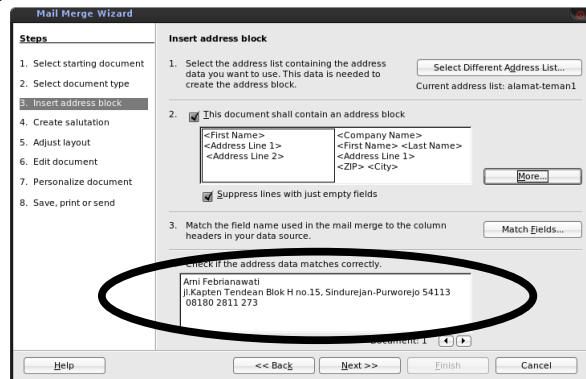 Mail Merge Wizard
Steps
1. Select starting document
2. Select document type
3. Insert address block
4. Create salutation
5. Adjust layout
6. Edit document
7. Personalize document
8. Save, print or send
Insert address block
1. Select the address list containing the address
data you want to use. This data is needed to
create the address block.
Select Different Address List...
Current address list: alamat-teman1
2. This document shall contain an address block
<First Name>
<Address Line 1>
<Address Line 2>
<Company Name>
<First Name> <Last Name>
<Address Line 1>
<ZIP> <City>
More...
Suppress lines with just empty fields
3. Match the field name used in the mail merge to the column
headers in your data source.
Match Fields...
Check if the address data matches correctly.
Arni Febrianawati
jl.Kapten Tendean Blok H no.15, Sindurejan-Purworejo 54113
08180 2811 273
Document: 1
Help
<< Back
Next >>
Finish
Cancel